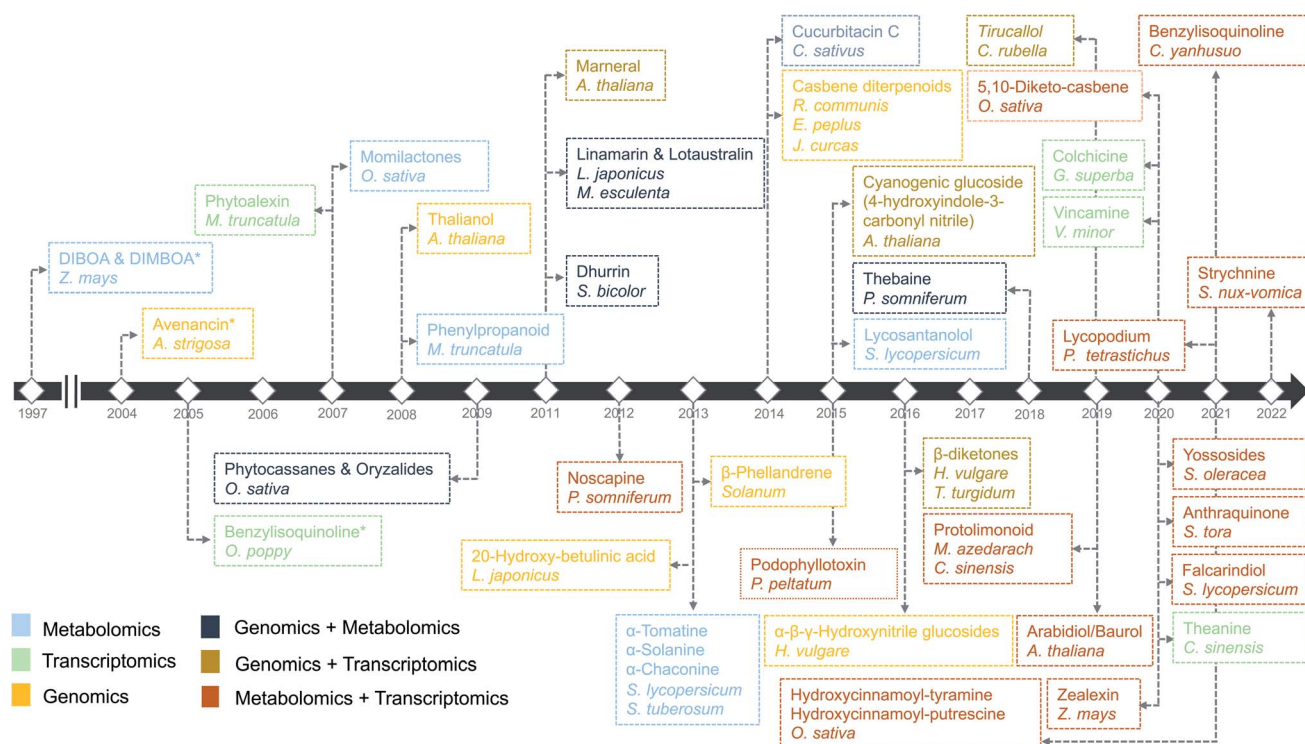 Cucurbitacin C
C. sativus
Tirucallol
C. rubella
Benzylisoquinoline
C. yanhusuo
Marneral
A. thaliana
Casbene diterpenoids
R. communis
E. peplus
J. curcas
5,10-Diketo-casbene
O. sativa
Momilactones
O. sativa
Linamarin & Lotaustralin
L. japonicus
M. esculenta
Colchicine
G. superba
Cyanogenic glucoside
(4-hydroxyindole-3-
carbonyl nitrile)
A. thaliana
Phytoalexin
M. truncatula
Thalianol
A. thaliana
Vincamine
V. minor
DIBOA & DIMBOA*
Z. mays
Dhurrin
S. bicolor
Thebaine
P. somniferum
Strychnine
S. nux-vomica
Avenancin*
A. strigosa
Phenylpropanoid
M. truncatula
Lycosantanolol
S. lycopersicum
Lycopodium
P. tetrastichus
1997 2004 2005 2006 2007 2008 2009 2011 2012 2013 2014 2015 2016 2017 2018 2019 2020 2021 2022
Phytocassanes & Oryzalides
O. sativa
Noscapine
P. somniferum
β-Phellandrene
Solanum
β-diketones
H. vulgare
T. turgidum
Yossosides
S. oleracea
Benzylisoquinoline*
O. poppy
Anthraquinone
S. tora
20-Hydroxy-betulinic acid
L. japonicus
Podophyllotoxin
P. peltatum
Protolimonoid
M. azedarach
C. sinensis
Falcarindiol
S. lycopersicum
α-Tomatine
α-Solanine
α-Chaconine
S. lycopersicum
S. tuberosum
α-β-γ-Hydroxynitrile glucosides
H. vulgare
Arabidiol/Baurol
A. thaliana
Theanine
C. sinensis
Hydroxycinnamoyl-tyramine
Hydroxycinnamoyl-putrescine
O. sativa
Zealexin
Z. mays
Metabolomics
Transcriptomics
Genomics
Genomics + Metabolomics
Genomics + Transcriptomics
Metabolomics + Transcriptomics